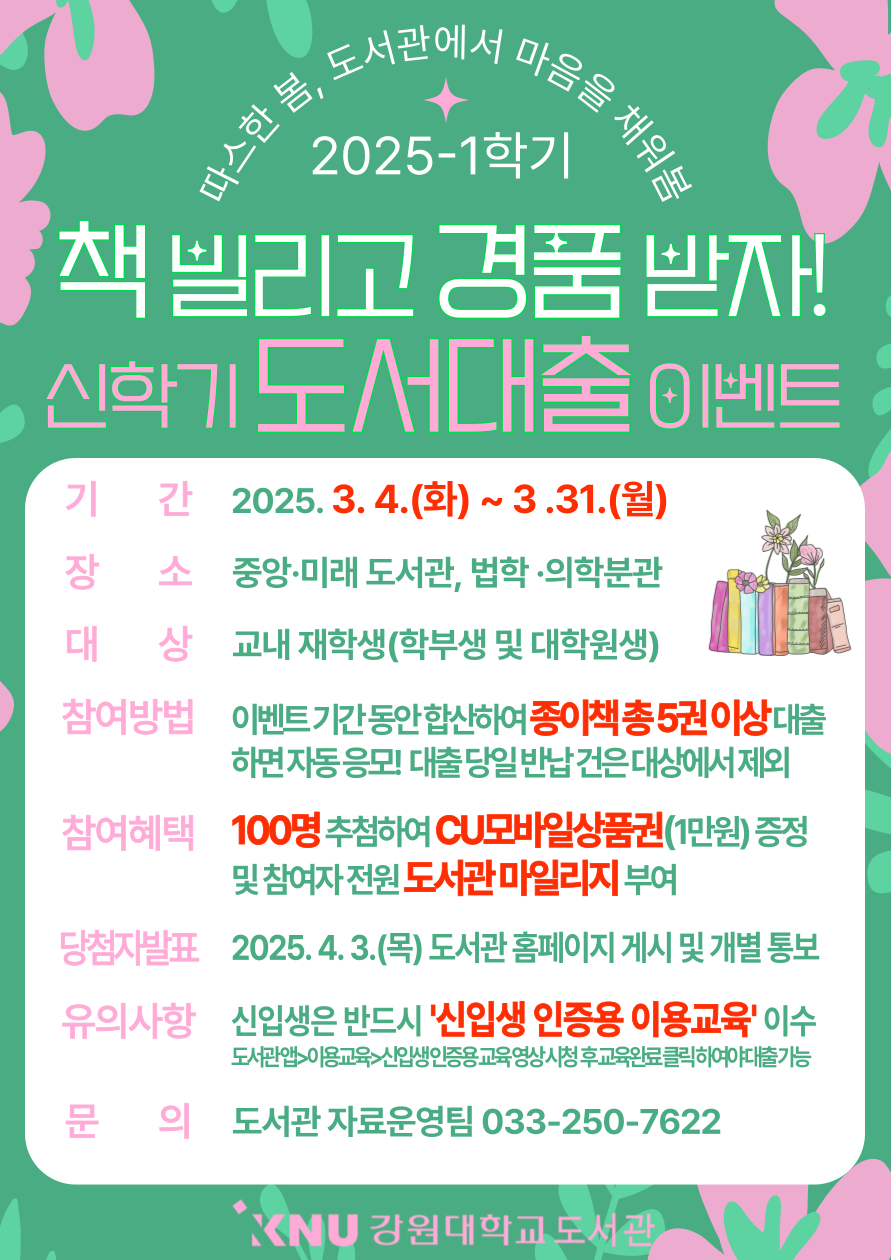 따스한 봄, 도서관에서 마음을 채워봄
2025-1학기
책 빌리고 경품 받자!
신학기 도서대출 이벤트
기 간 2025. 3. 4.(화) ~ 3 .31.(월)
장 소 중앙·미래 도서관, 법학 ·의학분관
대 상 교내 재학생(학부생 및 대학원생)
참여방법 이벤트 기간 동안 합산하여 종이책 총 5권 이상 대출
하면 자동 응모! 대출 당일 반납 건은 대상에서 제외
참여혜택 100명 추첨하여 CU모바일상품권(1만원) 증정
및 참여자 전원 도서관 마일리지 부여
당첨자발표 2025. 4. 3.(목) 도서관 홈페이지 게시 및 개별 통보
유의사항 신입생은 반드시 '신입생 인증용 이용교육' 이수
도서관앱>이용교육>신입생인증용교육 영상 시청 후 교육완료 클릭하여야 대출 가능
문 의 도서관 자료운영팀 033-250-7622
KNU 강원대학교 도서관